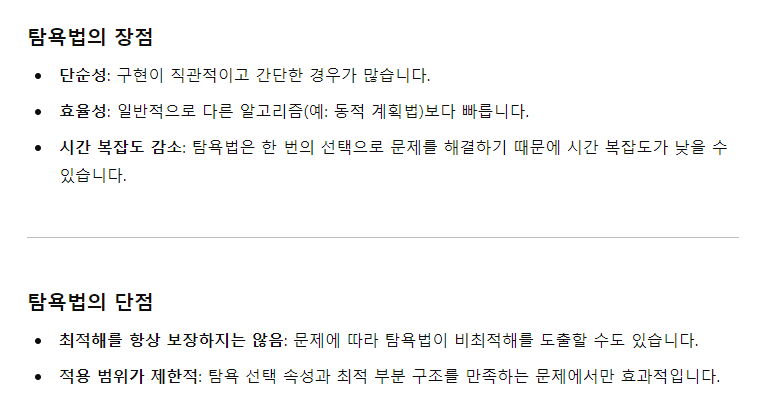 탐욕법의 장점
단순성: 구현이 직관적이고 간단한 경우가 많습니다.
효율성: 일반적으로 다른 알고리즘(예: 동적 계획법)보다 빠릅니다.
시간 복잡도 감소: 탐욕법은 한 번의 선택으로 문제를 해결하기 때문에 시간 복잡도가 낮을 수
있습니다.
탐욕법의 단점
최적해를 항상 보장하지는 않음: 문제에 따라 탐욕법이 비최적해를 도출할 수도 있습니다.
적용 범위가 제한적: 탐욕 선택 속성과 최적 부분 구조를 만족하는 문제에서만 효과적입니다.